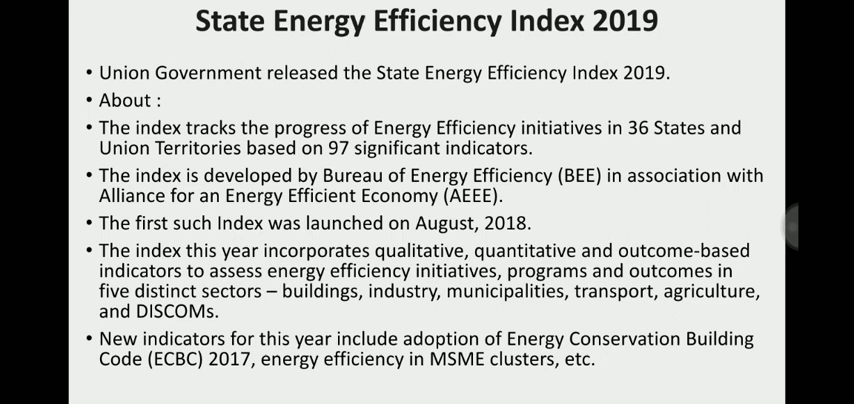 State Energy Efficiency Index 2019
• Union Government released the State Energy Efficiency Index 2019.
• About :
• The index tracks the progress of Energy Efficiency initiatives in 36 States and
Union Territories based on 97 significant indicators.
• The index is developed by Bureau of Energy Efficiency (BEE) in association with
Alliance for an Energy Efficient Economy (AEEE).
• The first such Index was launched on August, 2018.
• The index this year incorporates qualitative, quantitative and outcome-based
indicators to assess energy efficiency initiatives, programs and outcomes in
five distinct sectors – buildings, industry, municipalities, transport, agriculture,
and DISCOMs.
• New indicators for this year include adoption of Energy Conservation Building
Code (ECBC) 2017, energy efficiency in MSME clusters, etc.